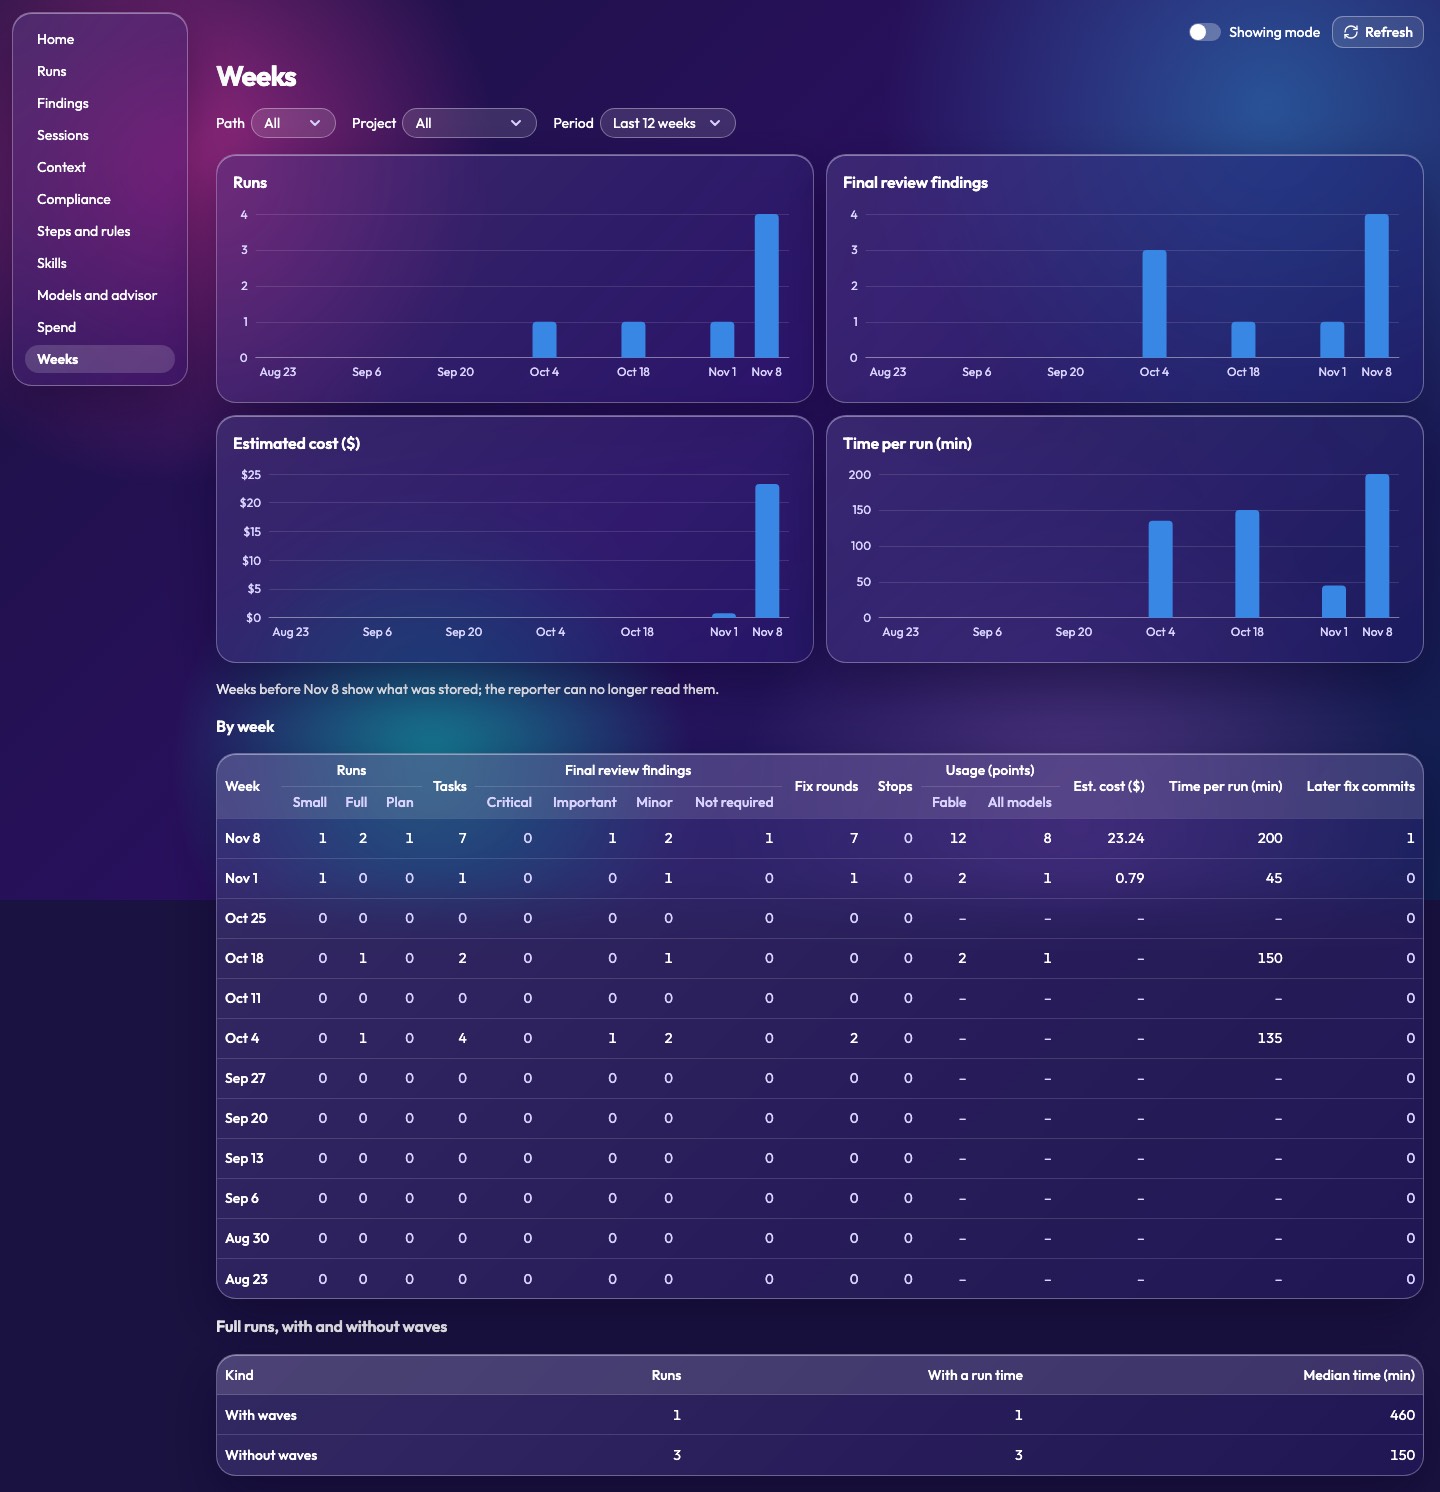 Home
Runs
Findings
Sessions
Context
Compliance
Steps and rules
Skills
Models and advisor
Spend
Weeks
Showing mode Refresh
Weeks
Path All Project All Period Last 12 weeks
Runs
4
3
2
1
0
Aug 23 Sep 6 Sep 20 Oct 4 Oct 18 Nov 1 Nov 8
Final review findings
4
3
2
1
0
Aug 23 Sep 6 Sep 20 Oct 4 Oct 18 Nov 1 Nov 8
Estimated cost ($)
$25
$20
$15
$10
$5
$0
Aug 23 Sep 6 Sep 20 Oct 4 Oct 18 Nov 1 Nov 8
Time per run (min)
200
150
100
50
0
Aug 23 Sep 6 Sep 20 Oct 4 Oct 18 Nov 1 Nov 8
Weeks before Nov 8 show what was stored; the reporter can no longer read them.
By week
Runs Final review findings Usage (points)
Week Tasks Fix rounds Stops Est. cost ($) Time per run (min) Later fix commits
Small Full Plan Critical Important Minor Not required Fable All models
Nov 8 1 2 1 7 0 1 2 1 7 0 12 8 23.24 200 1
Nov 1 1 0 0 1 0 0 1 0 1 0 2 1 0.79 45 0
Oct 25 0 0 0 0 0 0 0 0 0 0 – – – – 0
Oct 18 0 1 0 2 0 0 1 0 0 0 2 1 – 150 0
Oct 11 0 0 0 0 0 0 0 0 0 0 – – – – 0
Oct 4 0 1 0 4 0 1 2 0 2 0 – – – 135 0
Sep 27 0 0 0 0 0 0 0 0 0 0 – – – – 0
Sep 20 0 0 0 0 0 0 0 0 0 0 – – – – 0
Sep 13 0 0 0 0 0 0 0 0 0 0 – – – – 0
Sep 6 0 0 0 0 0 0 0 0 0 0 – – – – 0
Aug 30 0 0 0 0 0 0 0 0 0 0 – – – – 0
Aug 23 0 0 0 0 0 0 0 0 0 0 – – – – 0
Full runs, with and without waves
Kind Runs With a run time Median time (min)
With waves 1 1 460
Without waves 3 3 150